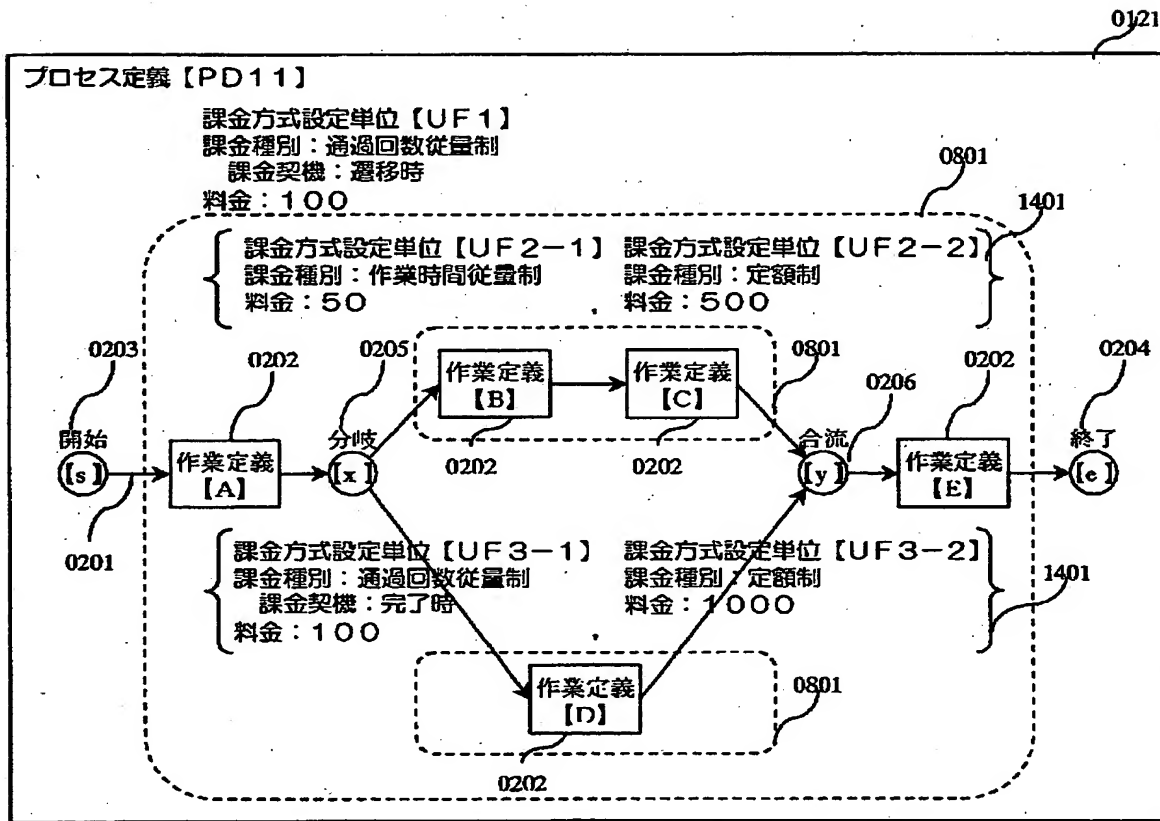 0121
プロセス定義【PD11】
課金方式設定単位【UF1】
課金種別：通過回数従量制
課金契機：遷移時
料金：100
0801
1401
課金方式設定単位【UF2-1】 課金方式設定単位【UF2-2】
課金種別：作業時間従量制 課金種別：定額制
料金：50 料金：500
0203
0202
0205
0801
0202
0204
作業定義
【B】
作業定義
【C】
0206
開始
【s】
作業定義
【A】
分岐
【x】
0202
0202
合流
【y】
作業定義
【E】
終了
【e】
0201
課金方式設定単位【UF3-1】 課金方式設定単位【UF3-2】
課金種別：通過回数従量制 課金種別：定額制
課金契機：完了時
料金：100 料金：1000
1401
作業定義
【D】
0801
0202